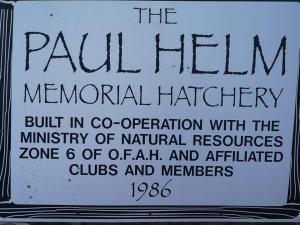 THE
PAUL HELM
MEMORIAL HATCHERY
BUILT IN CO-OPERATION WITH THE
MINISTRY OF NATURAL RESOURCES
ZONE 6 OF O.F.A.H. AND AFFILIATED
CLUBS AND MEMBERS
1986